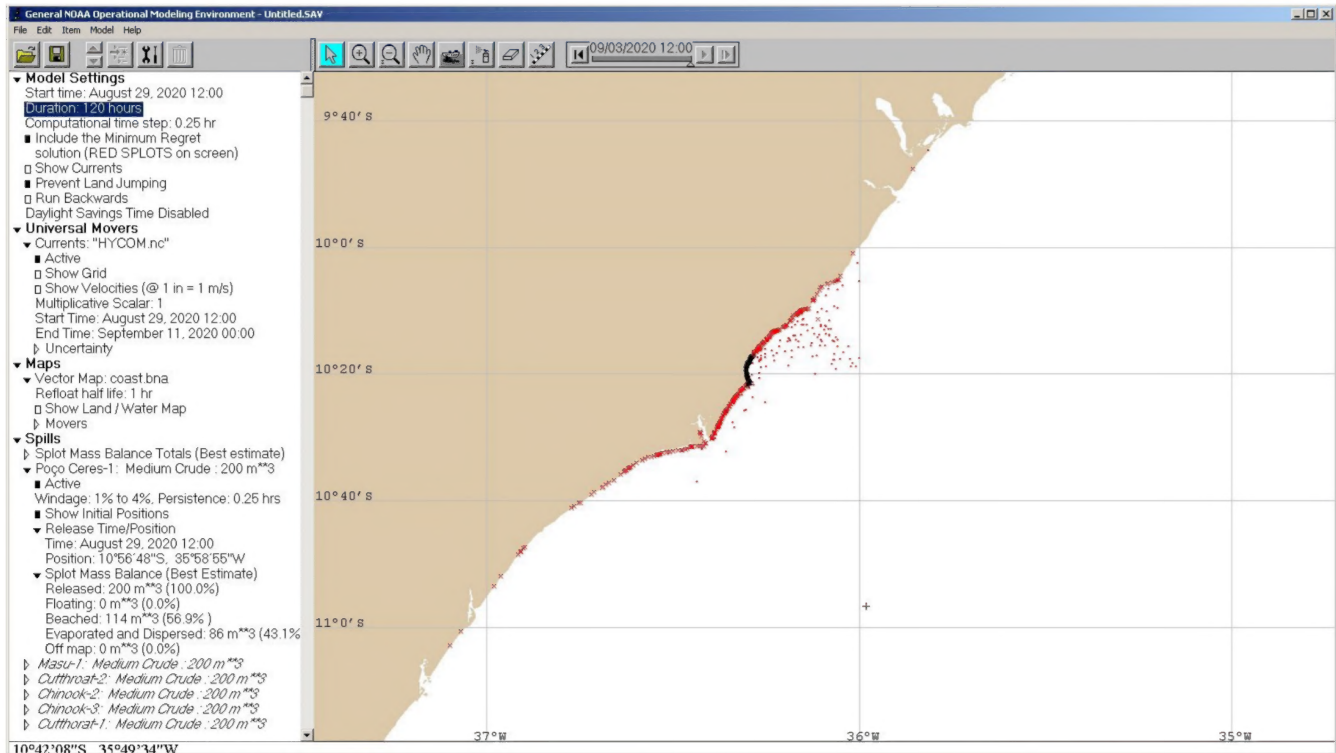 General NOAA Operational Modeling Environment - Untitled.SAV
File Edit Item Model Help
09/03/2020 12:00
Model Settings
Start time: August 29, 2020 12:00
Duration: 120 hours
Computational time step: 0.25 hr
Include the Minimum Regret
solution (RED SPLOTS on screen)
Show Currents
Prevent Land Jumping
Run Backwards
Daylight Savings Time Disabled
Universal Movers
Currents: "HYCOM.nc"
Active
Show Grid
Show Velocities (@ 1 in = 1 m/s)
Multiplicative Scalar: 1
Start Time: August 29, 2020 12:00
End Time: September 11, 2020 00:00
Uncertainty
Maps
Vector Map: coast.bna
Refloat half life: 1 hr
Show Land / Water Map
Movers
Spills
Splot Mass Balance Totals (Best estimate)
Poço Ceres-1: Medium Crude : 200 m**3
Active
Windage: 1% to 4%, Persistence: 0.25 hrs
Show Initial Positions
Release Time/Position
Time: August 29, 2020 12:00
Position: 10°56'48"S, 35°58'55"W
Splot Mass Balance (Best Estimate)
Released: 200 m**3 (100.0%)
Floating: 0 m**3 (0.0%)
Beached: 114 m**3 (56.9% )
Evaporated and Dispersed: 86 m**3 (43.1%
Off map: 0 m**3 (0.0%)
Masu-1: Medium Crude : 200 m**3
Cutthroat-2: Medium Crude : 200 m**3
Chinook-2: Medium Crude : 200 m**3
Chinook-3: Medium Crude : 200 m**3
Cutthorat-1: Medium Crude : 200 m**3
9°40' S
10°0' S
10°20' S
10°40' S
11°0' S
37°W
36°W
35°W
10°42'08"S 35°49'34"W